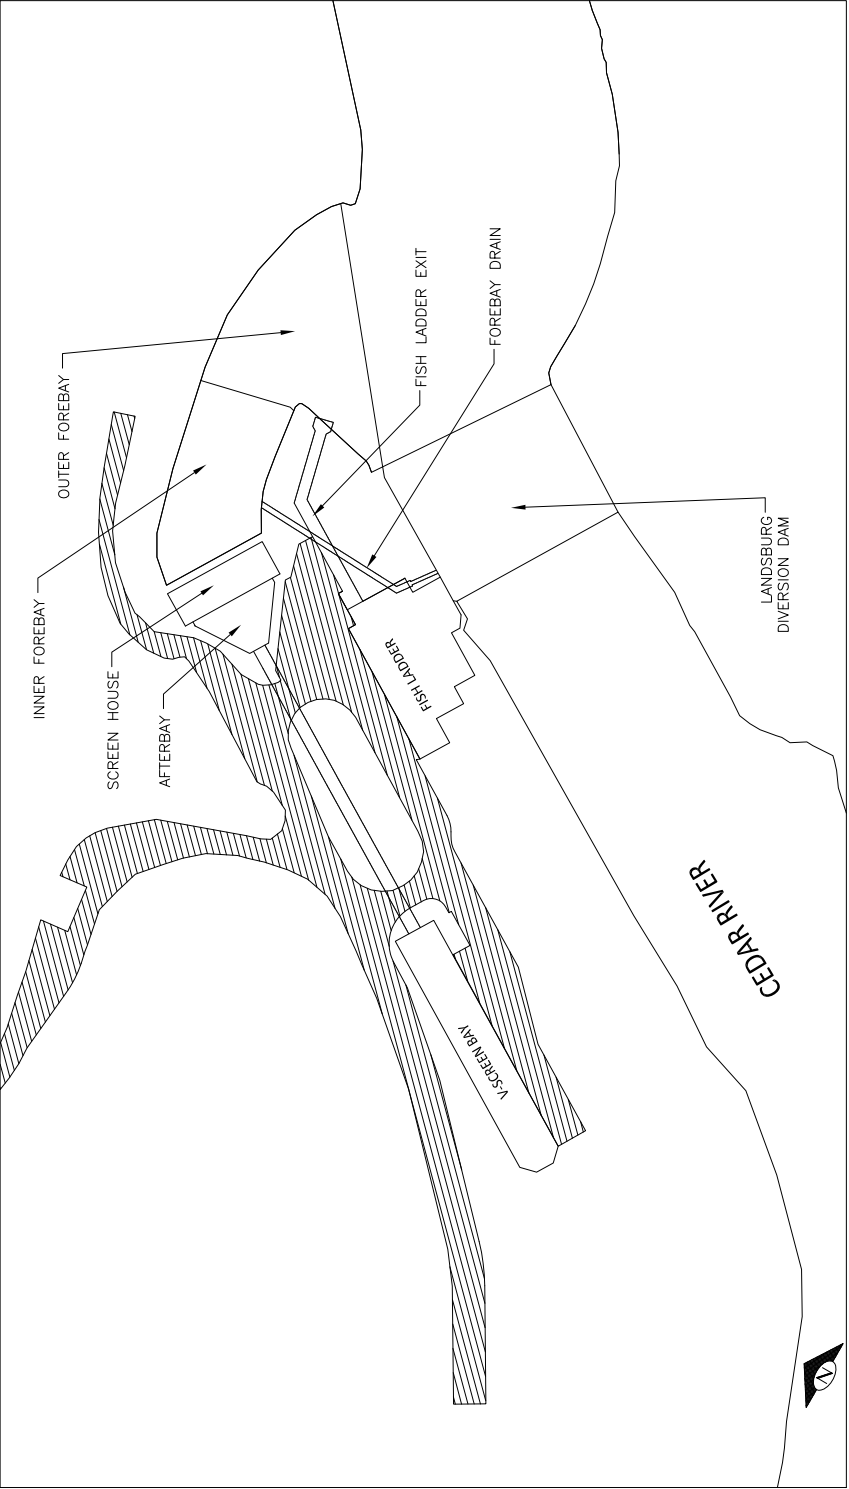 OUTER FOREBAY
INNER FOREBAY
SCREEN HOUSE
AFTERBAY
FISH LADDER EXIT
FOREBAY DRAIN
LANDSBURG
DIVERSION DAM
FISH LADDER
V-SCREEN BAY
CEDAR RIVER
N